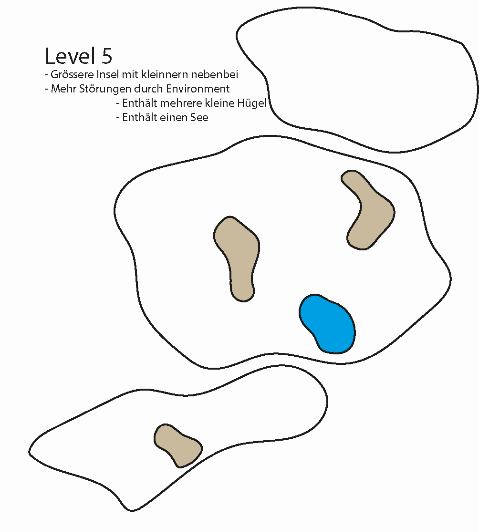 Level 5
- Grössere Insel mit kleinnern nebenbei
- Mehr Störungen durch Environment
- Enthält mehrere kleine Hügel
- Enthält einen See